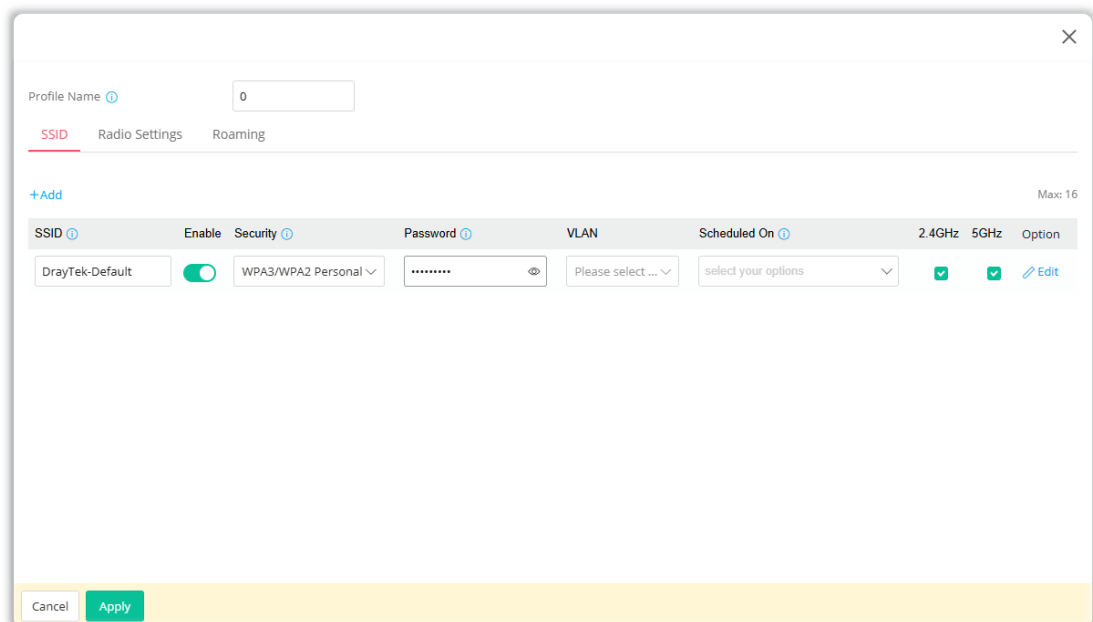 Profile Name
0
SSID Radio Settings Roaming
+Add Max: 16
SSID Enable Security Password VLAN Scheduled On 2.4GHz 5GHz Option
DrayTek-Default WPA3/WPA2 Personal ••••••••• Please select ... select your options Edit
Cancel Apply